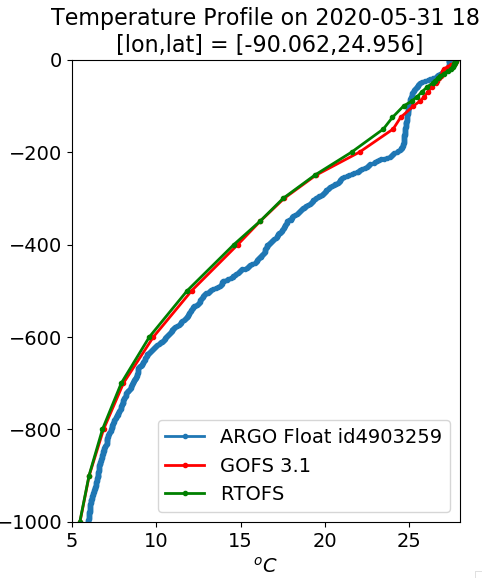 Temperature Profile on 2020-05-31 18
[lon,lat] = [-90.062,24.956]
0
−200
−400
−600
−800
−1000
ARGO Float id4903259
GOFS 3.1
RTOFS
5 10 15 20 25
°C